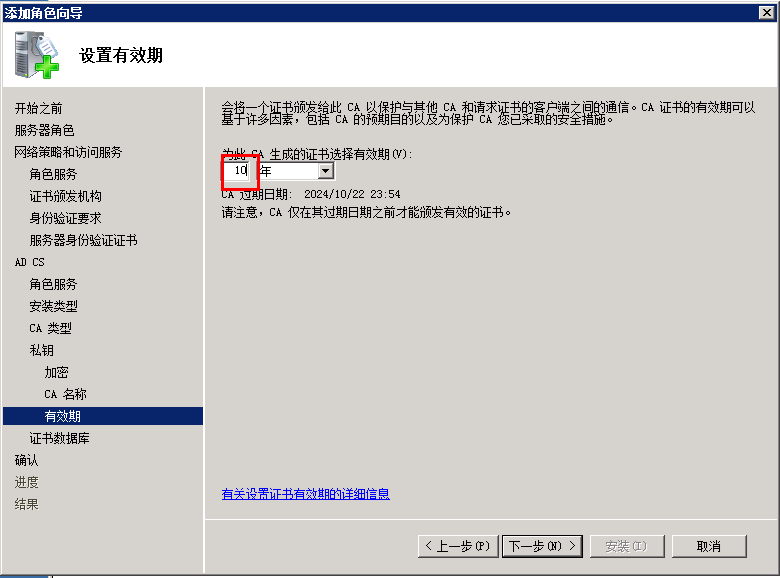 添加角色向导
设置有效期
开始之前
服务器角色
网络策略和访问服务
角色服务
证书颁发机构
身份验证要求
服务器身份验证证书
AD CS
角色服务
安装类型
CA 类型
私钥
加密
CA 名称
有效期
证书数据库
确认
进度
结果
会将一个证书颁发给此 CA 以保护与其他 CA 和请求证书的客户端之间的通信。CA 证书的有效期可以
基于许多因素，包括 CA 的预期目的以及为保护 CA 您已采取的安全措施。
为此 CA 生成的证书选择有效期(V):
10 年
CA 过期日期: 2024/10/22 23:54
请注意，CA 仅在其过期日期之前才能颁发有效的证书。
有关设置证书有效期的详细信息
< 上一步(P) 下一步(N) > 安装(I) 取消